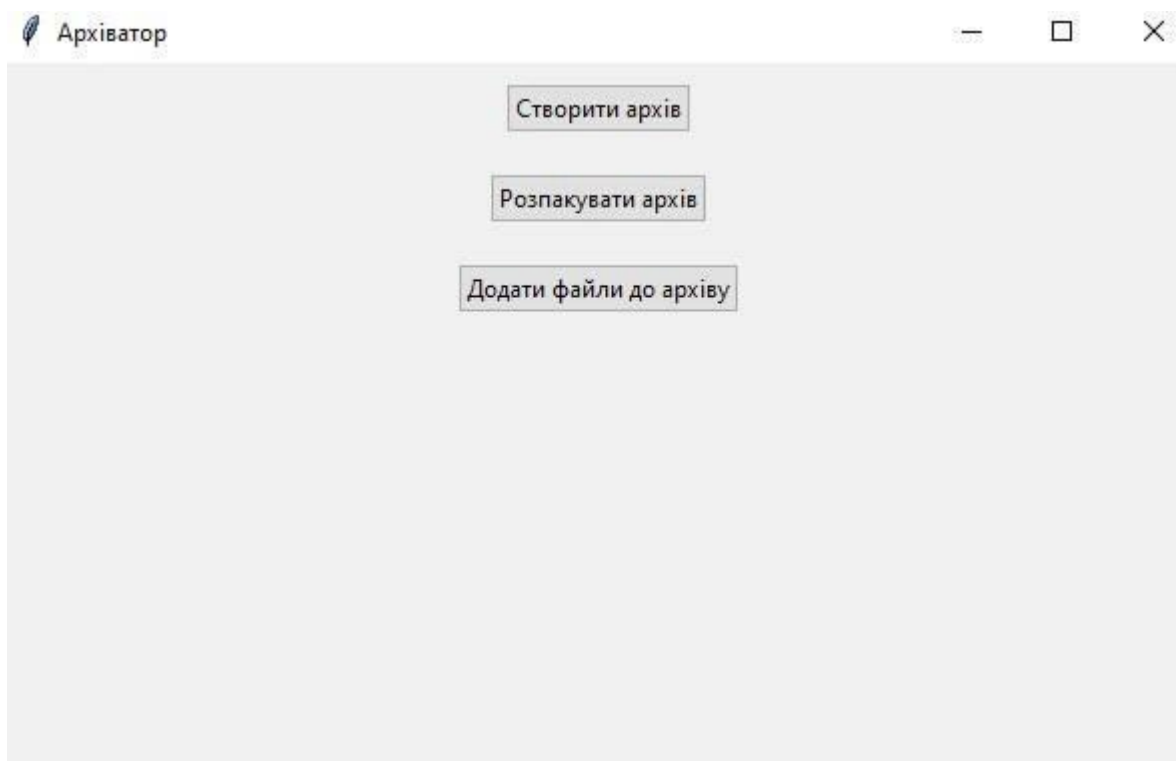 Архіватор
Створити архів
Розпакувати архів
Додати файли до архіву